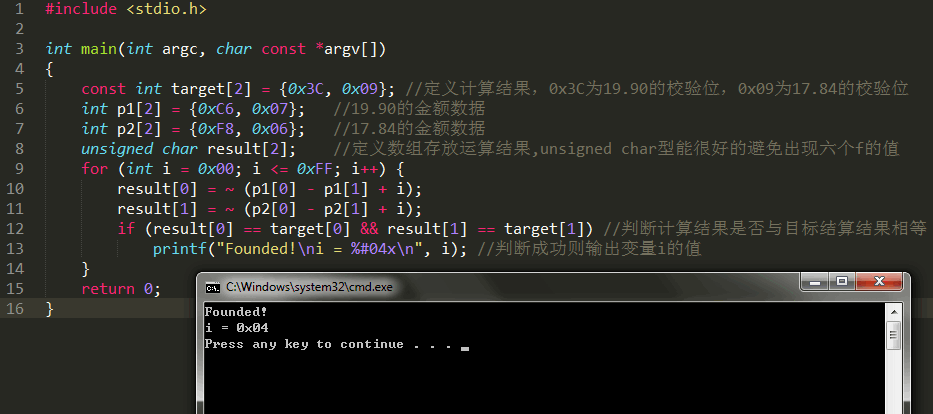 1 #include <stdio.h>
2
3 int main(int argc, char const *argv[])
4 {
5 const int target[2] = {0x3C, 0x09}; //定义计算结果，0x3C为19.90的校验位，0x09为17.84的校验位
6 int p1[2] = {0xC6, 0x07}; //19.90的金额数据
7 int p2[2] = {0xF8, 0x06}; //17.84的金额数据
8 unsigned char result[2]; //定义数组存放运算结果,unsigned char型能很好的避免出现六个f的值
9 for (int i = 0x00; i <= 0xFF; i++) {
10 result[0] = ~ (p1[0] - p1[1] + i);
11 result[1] = ~ (p2[0] - p2[1] + i);
12 if (result[0] == target[0] && result[1] == target[1]) //判断计算结果是否与目标结算结果相等
13 printf("Founded!\ni = %#04x\n", i); //判断成功则输出变量i的值
14 }
15 return 0;
16 }
C:\Windows\system32\cmd.exe
Founded!
i = 0x04
Press any key to continue . . .